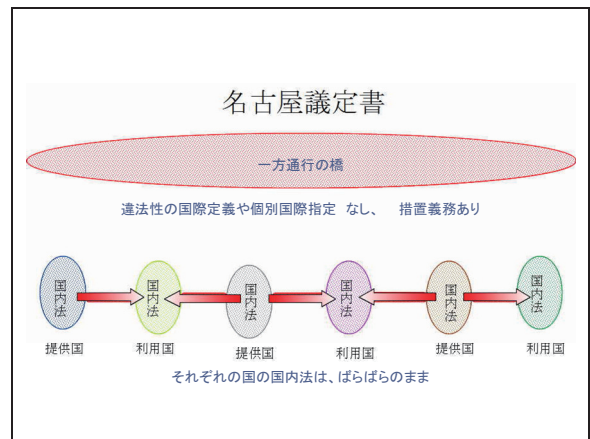 名古屋議定書
一方通行の橋
違法性の国際定義や個別国際指定 なし、 措置義務あり
国内法
国内法
国内法
国内法
国内法
国内法
提供国
利用国
提供国
利用国
提供国
利用国
それぞれの国の国内法は、ばらばらのまま